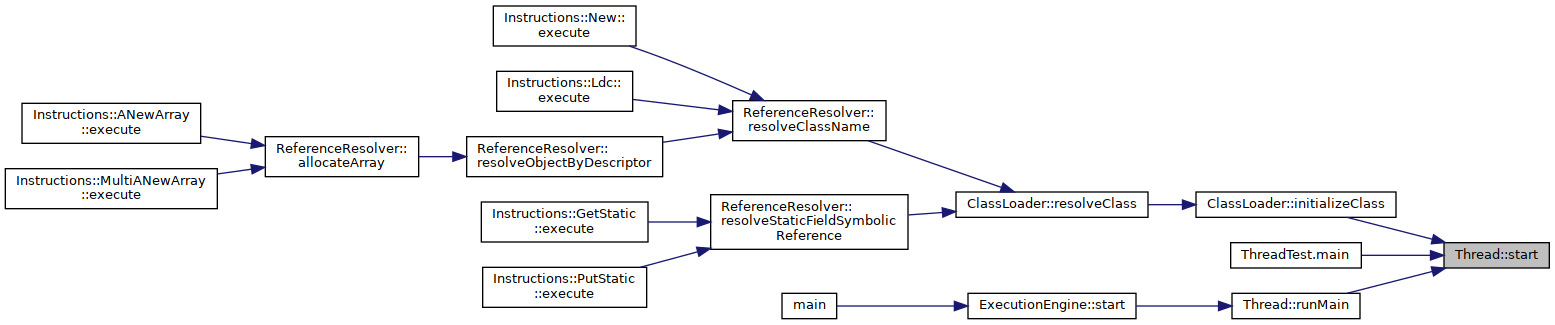 Instructions::New::
execute
Instructions::Ldc::
execute
ReferenceResolver::
resolveClassName
Instructions::ANewArray
::execute
ReferenceResolver::
allocateArray
ReferenceResolver::
resolveObjectByDescriptor
Instructions::MultiANewArray
::execute
Instructions::GetStatic
::execute
ReferenceResolver::
resolveStaticFieldSymbolic
Reference
ClassLoader::resolveClass
ClassLoader::initializeClass
Instructions::PutStatic
::execute
ThreadTest.main
Thread::start
main
ExecutionEngine::start
Thread::runMain